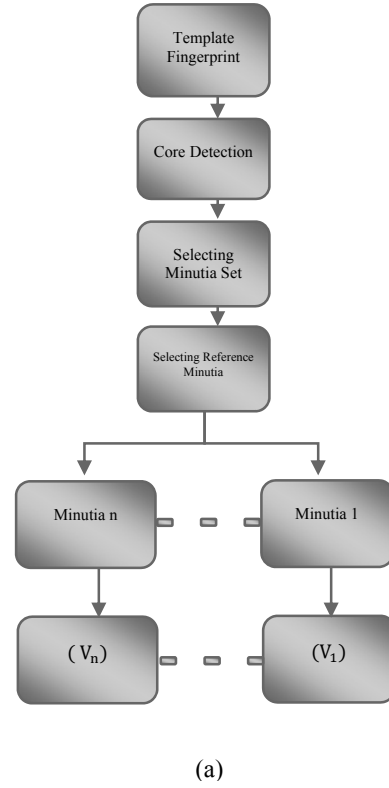 Template
Fingerprint
Core Detection
Selecting
Minutia Set
Selecting Reference
Minutia
Minutia n
Minutia 1
( Vₙ)
(V₁)
(a)